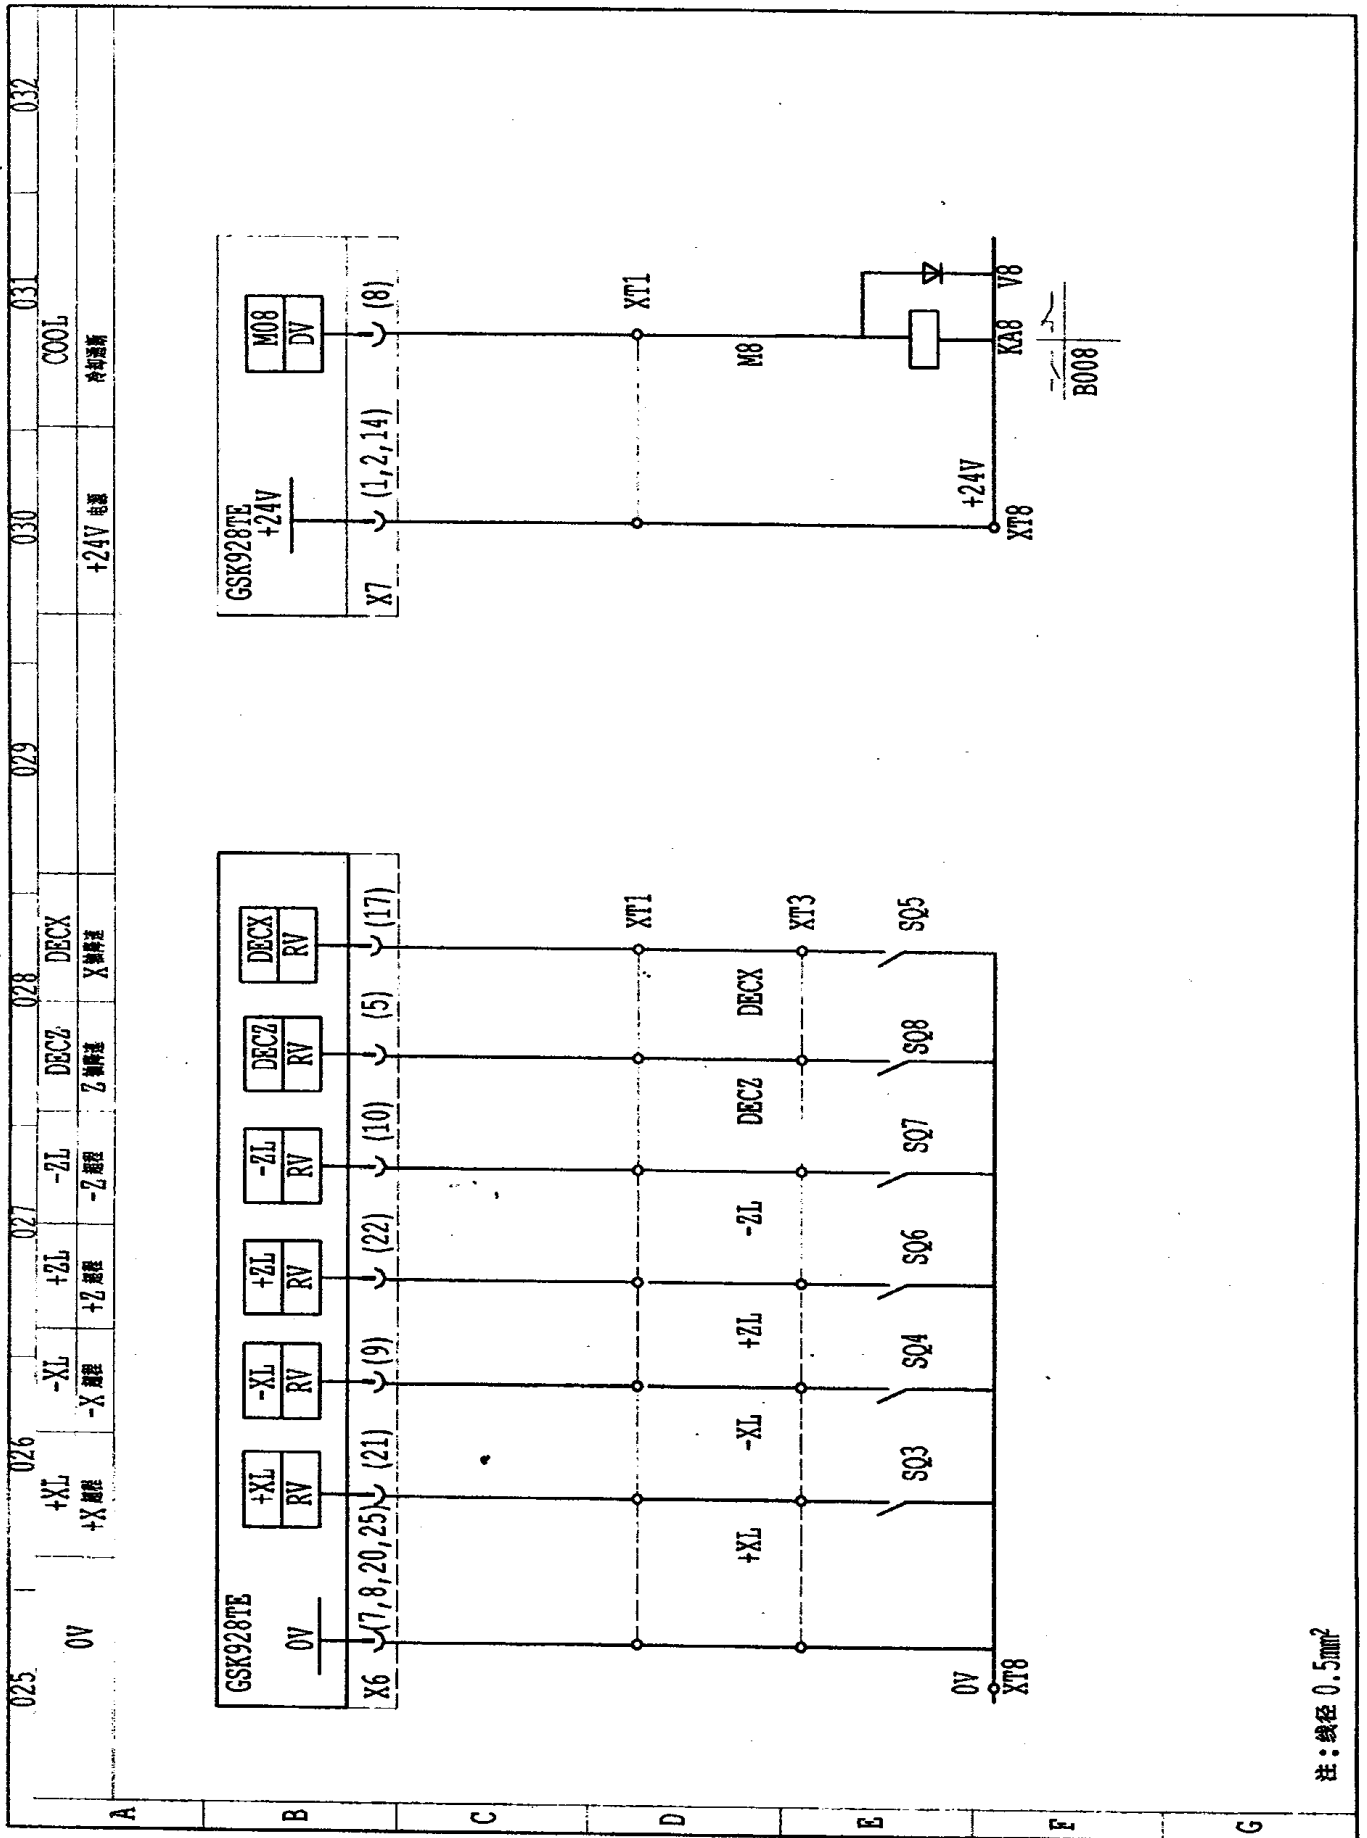 025 026 027 028 029 030 031 032
0V +XL -XL +ZL -ZL DECZ DECX COOL
+X 超程 -X 超程 +Z 超程 -Z 超程 Z 轴降速 X 轴降速 +24V 电源 冷却通断
A
B
C
D
E
F
G
GSK928TE
0V
+XL
RV
-XL
RV
+ZL
RV
-ZL
RV
DECZ
RV
DECX
RV
X6 (7,8,20,25) (21) (9) (22) (10) (5) (17)
XT1
+XL -XL +ZL -ZL DECZ DECX
XT3
SQ3 SQ4 SQ6 SQ7 SQ8 SQ5
0V
XT8
GSK928TE
+24V
M08
DV
X7 (1,2,14) (8)
XT1
M8
+24V
XT8
KA8 V8
B008
注：线径 0.5mm²